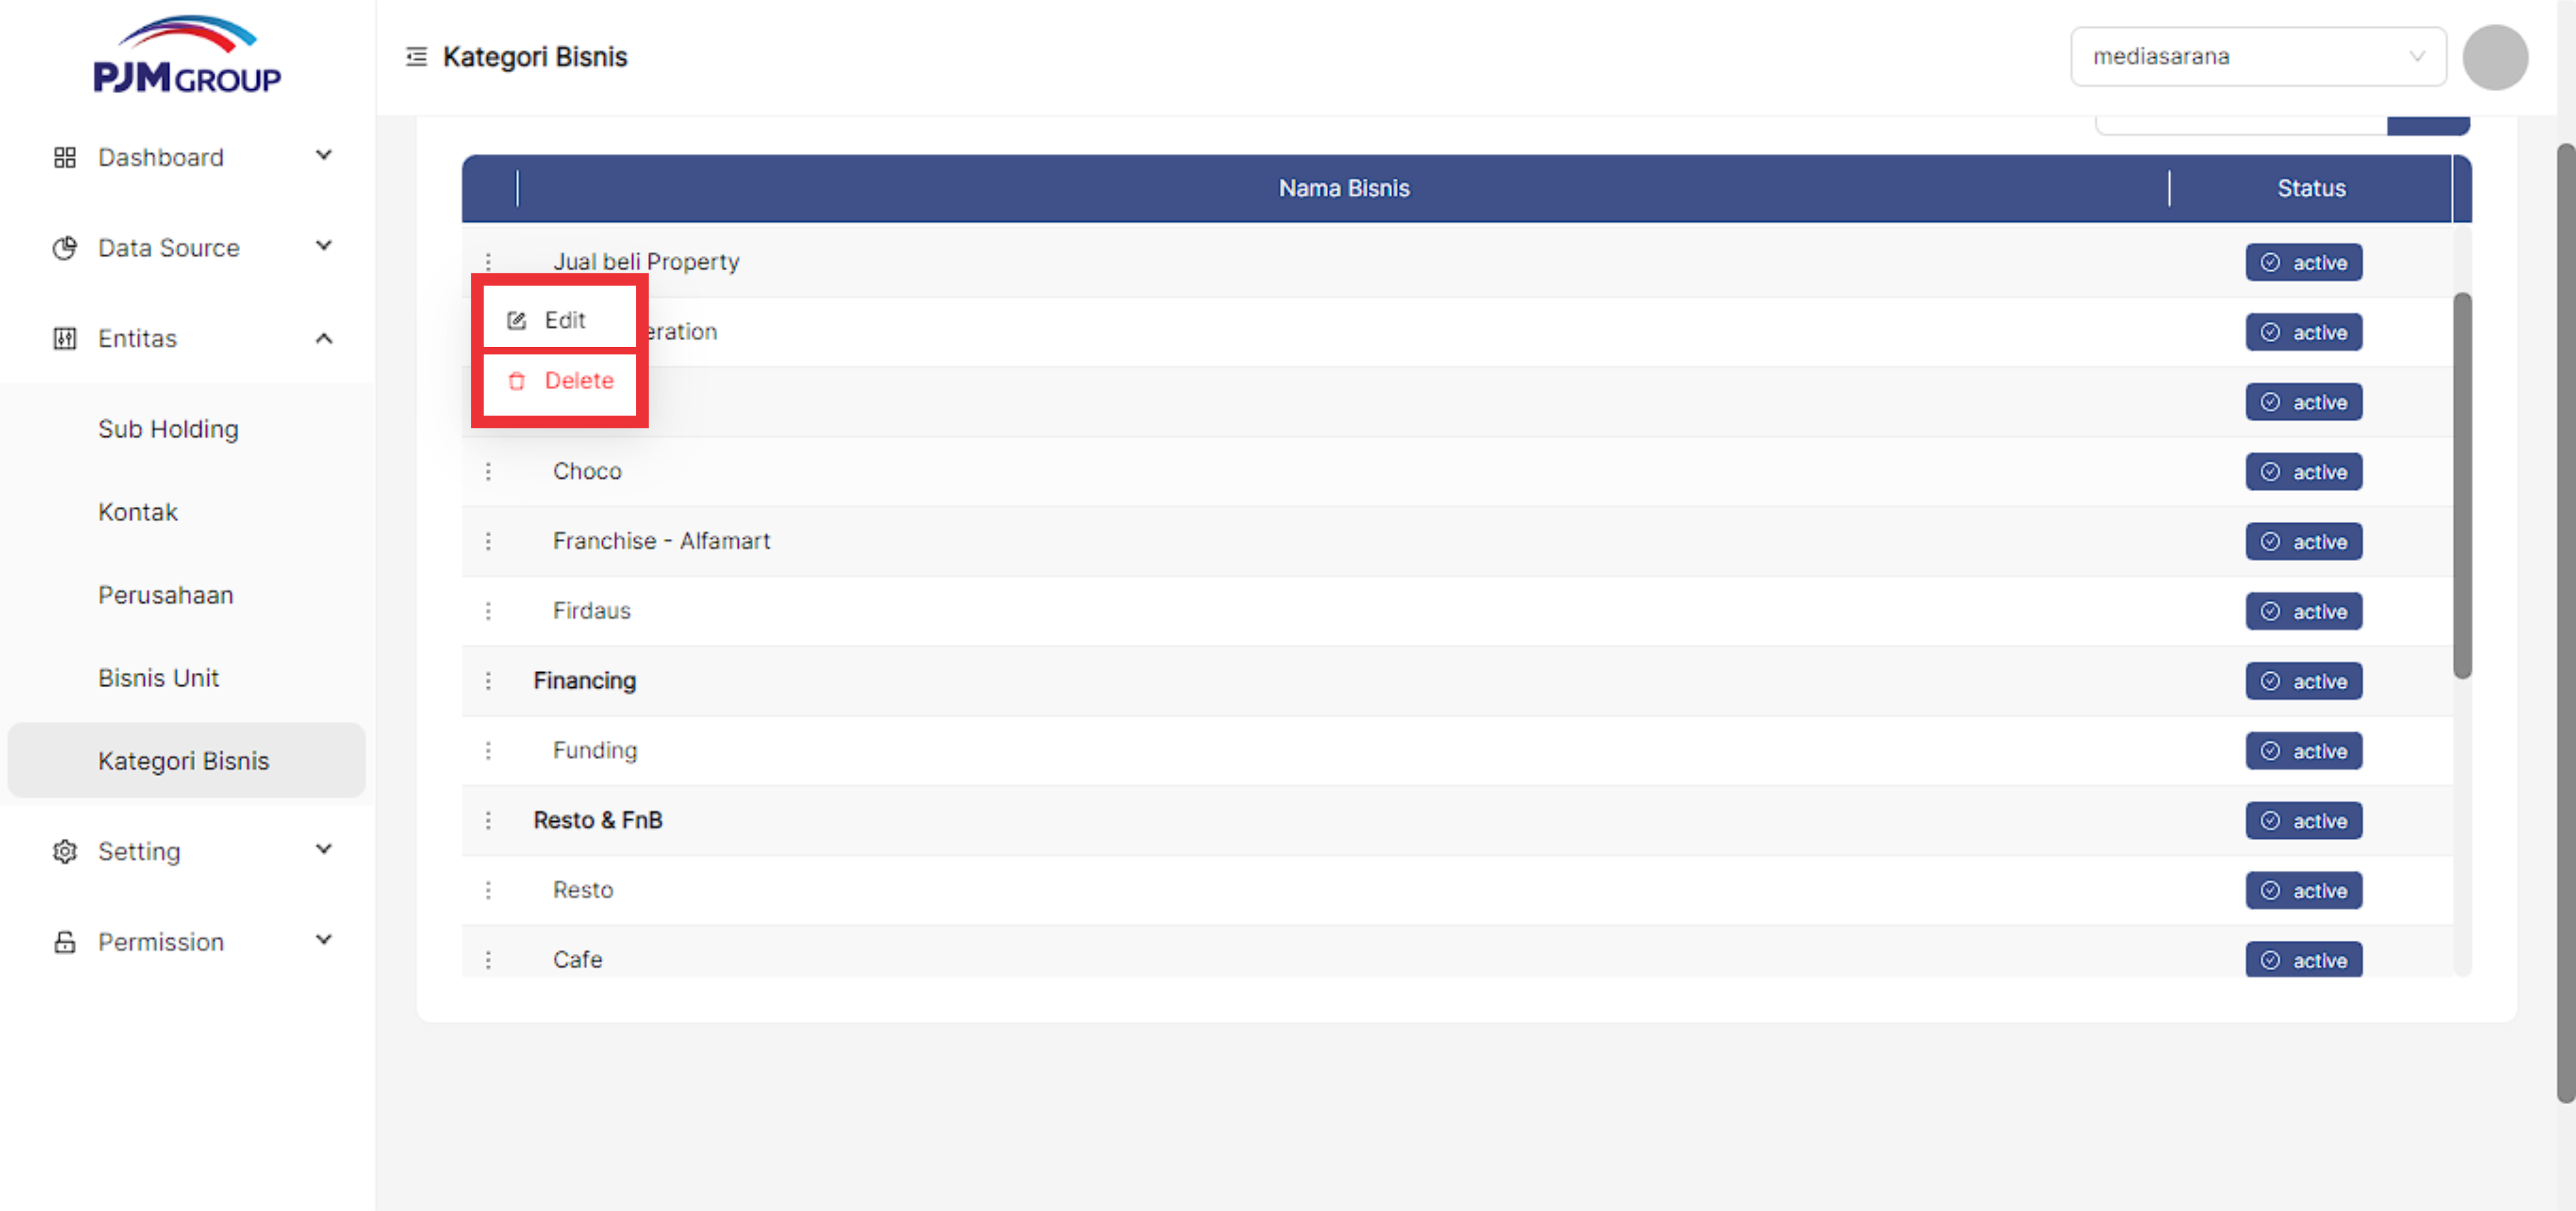 PJM GROUP
Dashboard
Data Source
Entitas
Sub Holding
Kontak
Perusahaan
Bisnis Unit
Kategori Bisnis
Setting
Permission
Kategori Bisnis
mediasarana
Nama Bisnis Status
Jual beli Property active
Edit
eration active
Delete
active
Choco active
Franchise - Alfamart active
Firdaus active
Financing active
Funding active
Resto & FnB active
Resto active
Cafe active